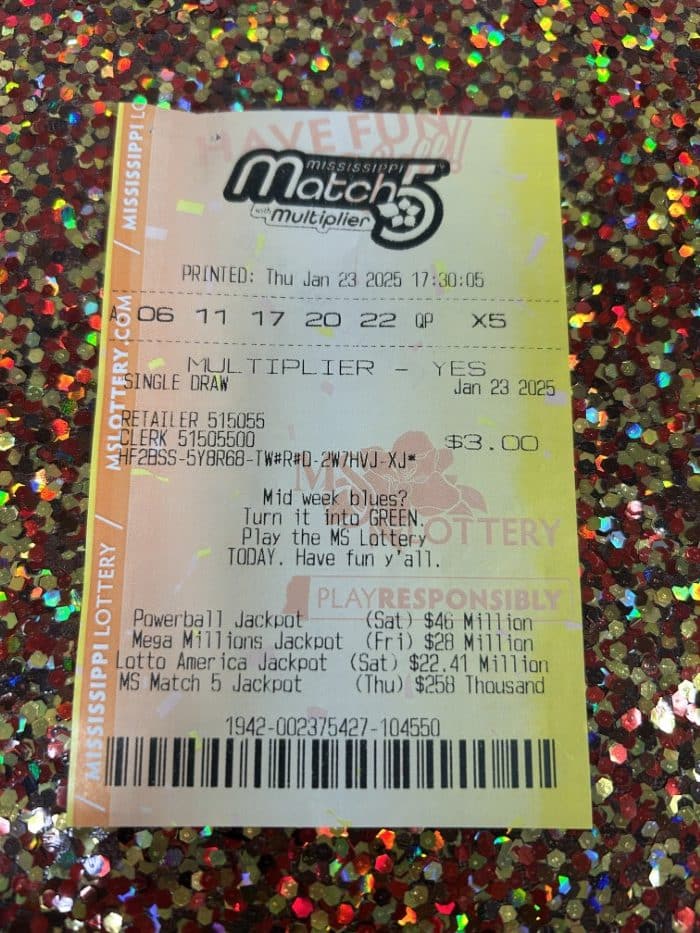 HAVE FUN
MISSISSIPPI
Match 5
with
Multiplier
PRINTED: Thu Jan 23 2025 17:30:05
A 06 11 17 20 22 QP X5
MULTIPLIER - YES
SINGLE DRAW Jan 23 2025
RETAILER 515055
CLERK 51505500 $3.00
HF2BSS-5Y8R68-TW#R#D-2W7HVJ-XJ*
Mid week blues?
Turn it into GREEN.
Play the MS Lottery
TODAY. Have fun y'all.
MS LOTTERY
PLAY RESPONSIBLY
Powerball Jackpot (Sat) $46 Million
Mega Millions Jackpot (Fri) $28 Million
Lotto America Jackpot (Sat) $22.41 Million
MS Match 5 Jackpot (Thu) $258 Thousand
1942-002375427-104550
MISSISSIPPI LOTTERY / MSLOTTERY.COM / MISSISSIPPI LO